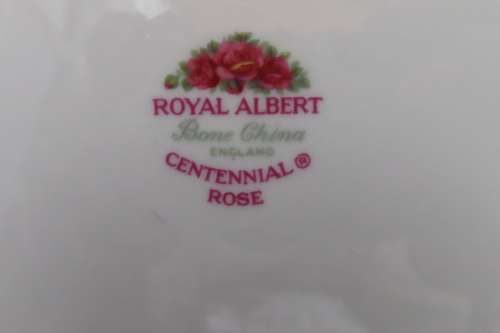 ROYAL ALBERT
Bone China
ENGLAND
CENTENNIAL ®
ROSE